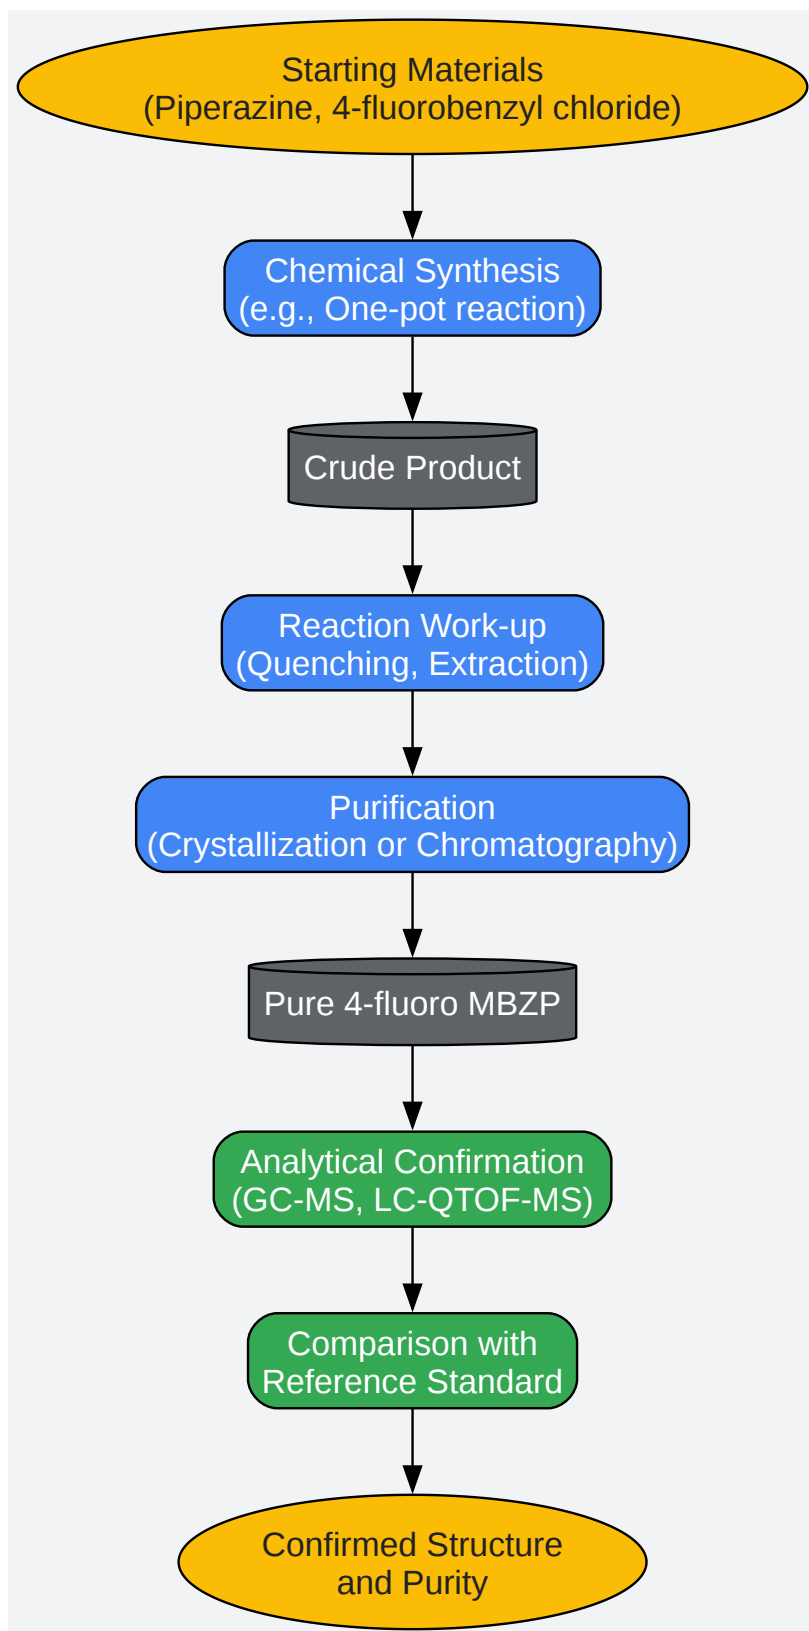 Starting Materials
(Piperazine, 4-fluorobenzyl chloride)
Chemical Synthesis
(e.g., One-pot reaction)
Crude Product
Reaction Work-up
(Quenching, Extraction)
Purification
(Crystallization or Chromatography)
Pure 4-fluoro MBZP
Analytical Confirmation
(GC-MS, LC-QTOF-MS)
Comparison with
Reference Standard
Confirmed Structure
and Purity